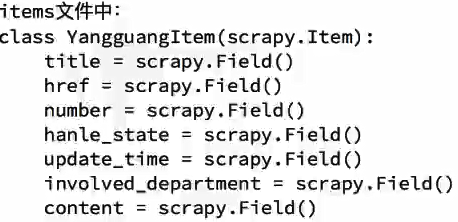 items文件中:
class YangguangItem(scrapy.Item):
    title = scrapy.Field()
    href = scrapy.Field()
    number = scrapy.Field()
    hanle_state = scrapy.Field()
    update_time = scrapy.Field()
    involved_department = scrapy.Field()
    content = scrapy.Field()